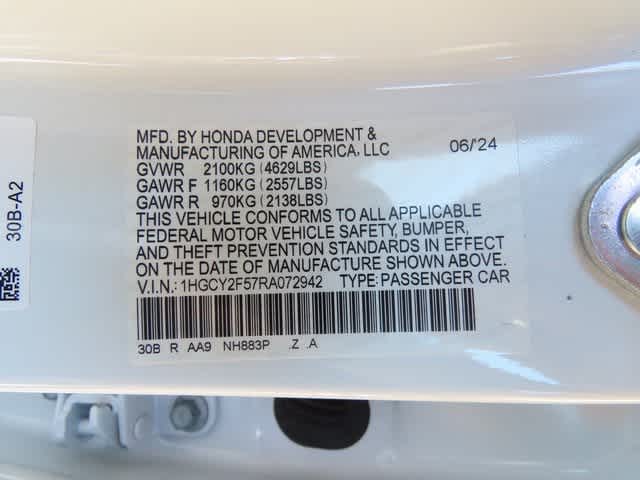 30B-A2
MFD. BY HONDA DEVELOPMENT &
MANUFACTURING OF AMERICA, LLC 06/24
GVWR 2100KG (4629LBS)
GAWR F 1160KG (2557LBS)
GAWR R 970KG (2138LBS)
THIS VEHICLE CONFORMS TO ALL APPLICABLE
FEDERAL MOTOR VEHICLE SAFETY, BUMPER,
AND THEFT PREVENTION STANDARDS IN EFFECT
ON THE DATE OF MANUFACTURE SHOWN ABOVE.
V.I.N.: 1HGCY2F57RA072942 TYPE: PASSENGER CAR
30B R AA9 NH883P .Z .A